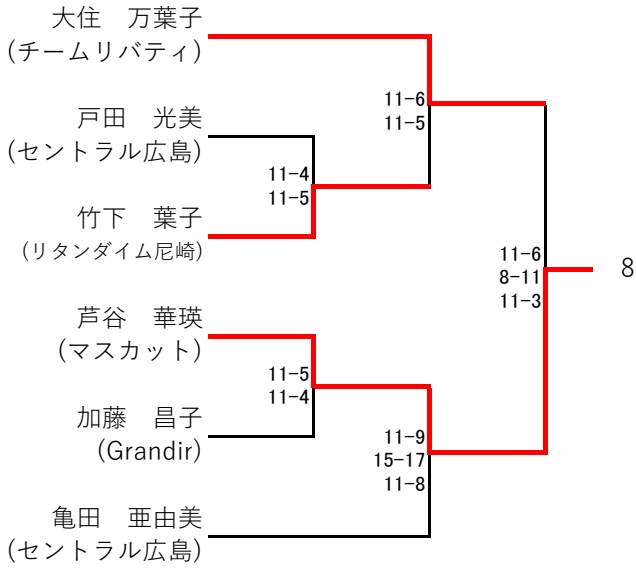 大住　万葉子
(チームリバティ)
11-6
11-5
戸田　光美
(セントラル広島)
11-4
11-5
竹下　葉子
(リタンダイム尼崎)
11-6
8-11
11-3
8
芦谷　華瑛
(マスカット)
11-5
11-4
加藤　昌子
(Grandir)
11-9
15-17
11-8
亀田　亜由美
(セントラル広島)